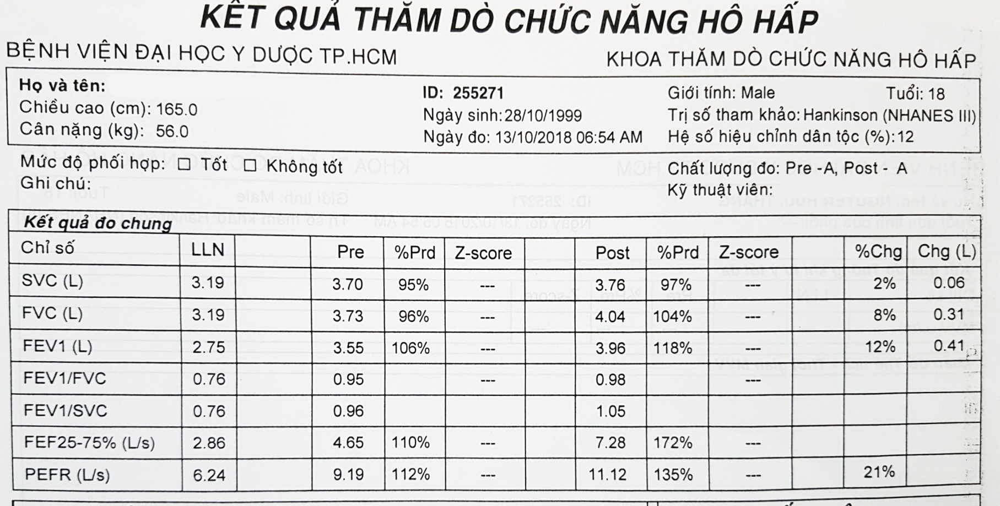 KẾT QUẢ THĂM DÒ CHỨC NĂNG HÔ HẤP
BỆNH VIỆN ĐẠI HỌC Y DƯỢC TP.HCM KHOA THĂM DÒ CHỨC NĂNG HÔ HẤP
Họ và tên: ID: 255271 Giới tính: Male Tuổi: 18
Chiều cao (cm): 165.0 Ngày sinh:28/10/1999 Trị số tham khảo: Hankinson (NHANES III)
Cân nặng (kg): 56.0 Ngày đo: 13/10/2018 06:54 AM Hệ số hiệu chỉnh dân tộc (%):12
Mức độ phối hợp: ☐ Tốt ☐ Không tốt Chất lượng đo: Pre -A, Post - A
Ghi chú: Kỹ thuật viên:
Kết quả đo chung
Chỉ số LLN Pre %Prd Z-score Post %Prd Z-score %Chg Chg (L)
SVC (L) 3.19 3.70 95% --- 3.76 97% --- 2% 0.06
FVC (L) 3.19 3.73 96% --- 4.04 104% --- 8% 0.31
FEV1 (L) 2.75 3.55 106% --- 3.96 118% --- 12% 0.41
FEV1/FVC 0.76 0.95 --- 0.98 ---
FEV1/SVC 0.76 0.96 1.05
FEF25-75% (L/s) 2.86 4.65 110% --- 7.28 172% ---
PEFR (L/s) 6.24 9.19 112% --- 11.12 135% --- 21%